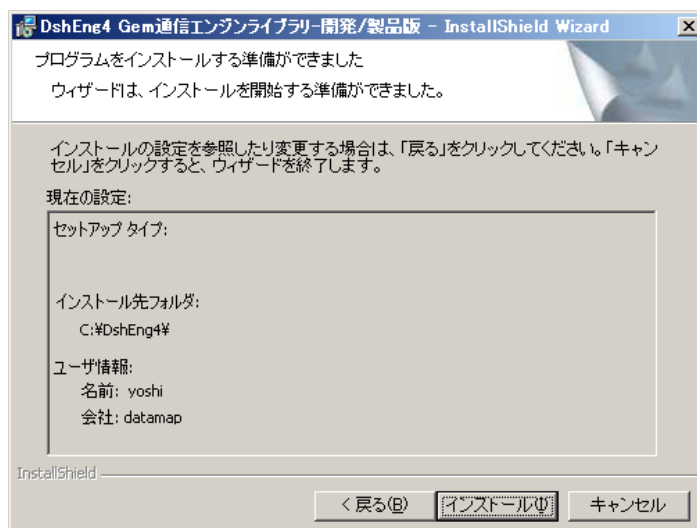 DshEng4 Gem通信エンジンライブラリー開発/製品版 - InstallShield Wizard
プログラムをインストールする準備ができました
ウィザードは、インストールを開始する準備ができました。
インストールの設定を参照したり変更する場合は、「戻る」をクリックしてください。「キャン
セル」をクリックすると、ウィザードを終了します。
現在の設定:
セットアップ タイプ:
インストール先フォルダ:
C:¥DshEng4¥
ユーザ情報:
名前: yoshi
会社: datamap
InstallShield
< 戻る(B)
インストール(I)
キャンセル